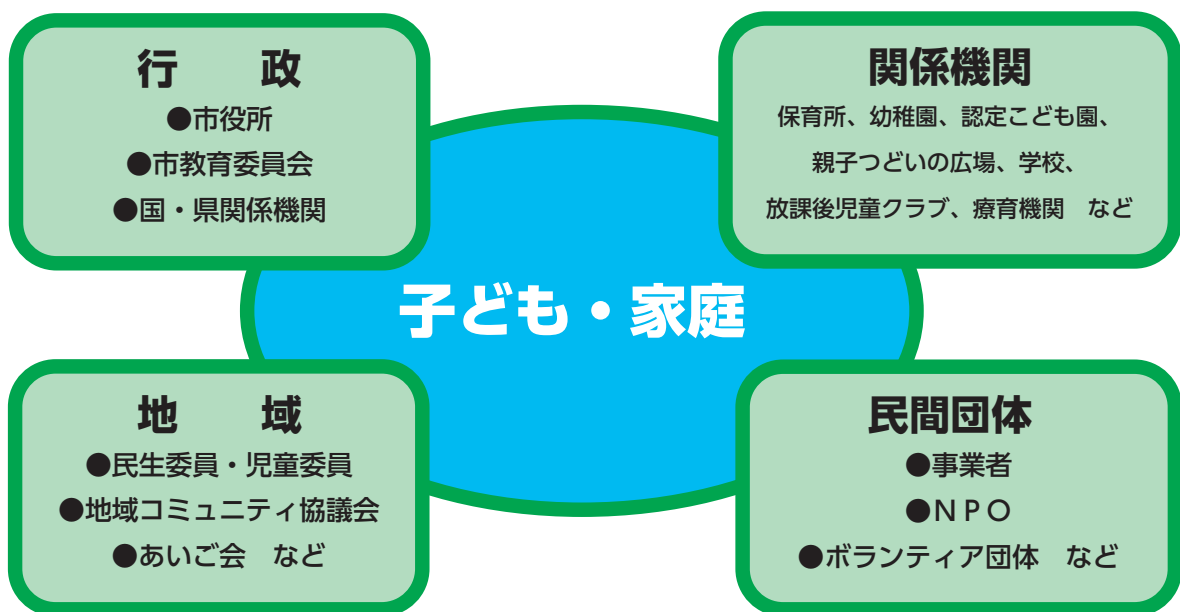 行　政
●市役所
●市教育委員会
●国・県関係機関
関係機関
保育所、幼稚園、認定こども園、
親子つどいの広場、学校、
放課後児童クラブ、療育機関　など
子ども・家庭
地　域
●民生委員・児童委員
●地域コミュニティ協議会
●あいご会　など
民間団体
●事業者
●ＮＰＯ
●ボランティア団体　など